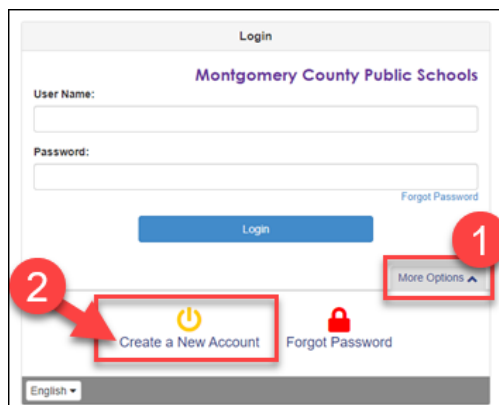 Login
Montgomery County Public Schools
User Name:
Password:
Forgot Password
Login
1
More Options
2
Create a New Account Forgot Password
English